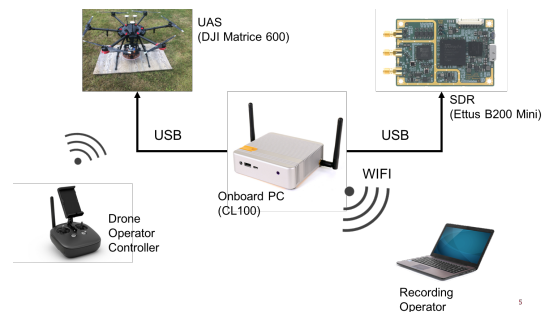 UAS
(DJI Matrice 600)
SDR
(Ettus B200 Mini)
USB
USB
WIFI
Onboard PC
(CL100)
Drone
Operator
Controller
Recording
Operator
5